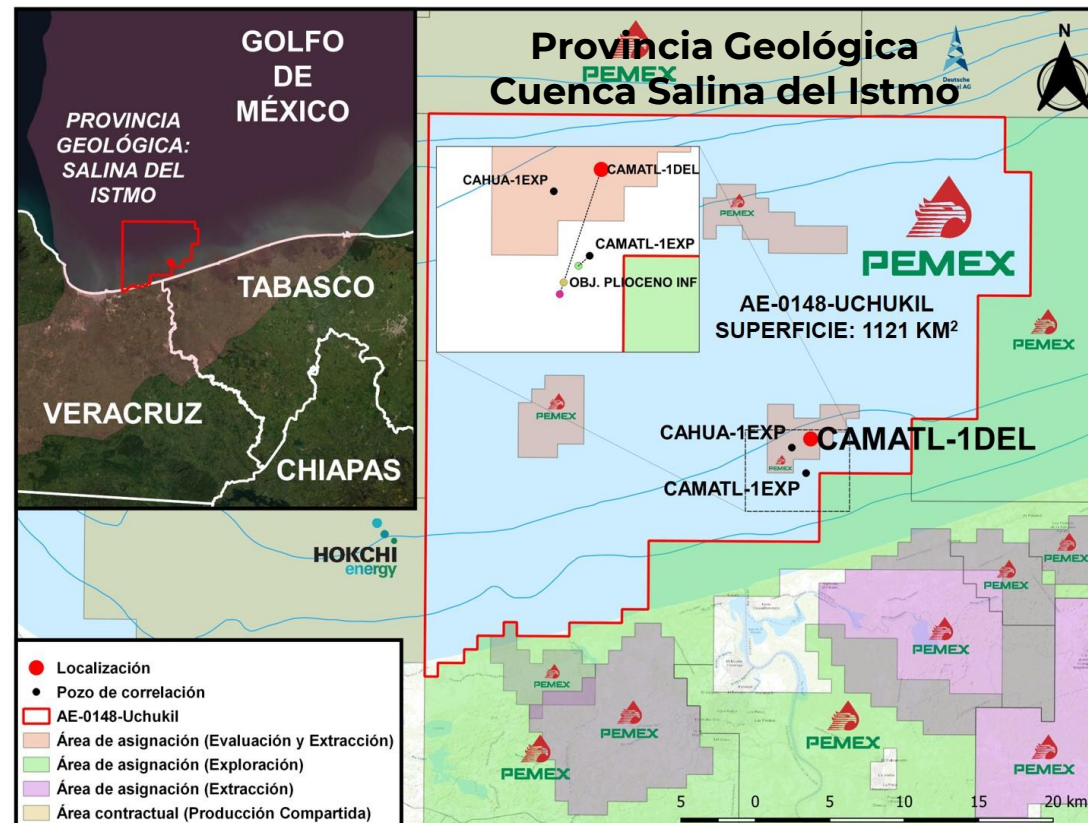 Provincia Geológica
Cuenca Salina del Istmo
PEMEX
Deutsche
N
GOLFO
DE
MÉXICO
PROVINCIA
GEOLÓGICA:
SALINA DEL
ISTMO
TABASCO
VERACRUZ
CHIAPAS
CAMATL-1DEL
CAHUA-1EXP
CAMATL-1EXP
OBJ. PLIOCENO INF
PEMEX
PEMEX
AE-0148-UCHUKIL
SUPERFICIE: 1121 KM²
PEMEX
PEMEX
CAHUA-1EXP
CAMATL-1DEL
PEMEX
CAMATL-1EXP
HOKCHI
energy
PEMEX
PEMEX
PEMEX
PEMEX
PEMEX
PEMEX
PEMEX
PEMEX
Localización
Pozo de correlación
AE-0148-Uchukil
Área de asignación (Evaluación y Extracción)
Área de asignación (Exploración)
Área de asignación (Extracción)
Área contractual (Producción Compartida)
5 0 5 10 15 20 km